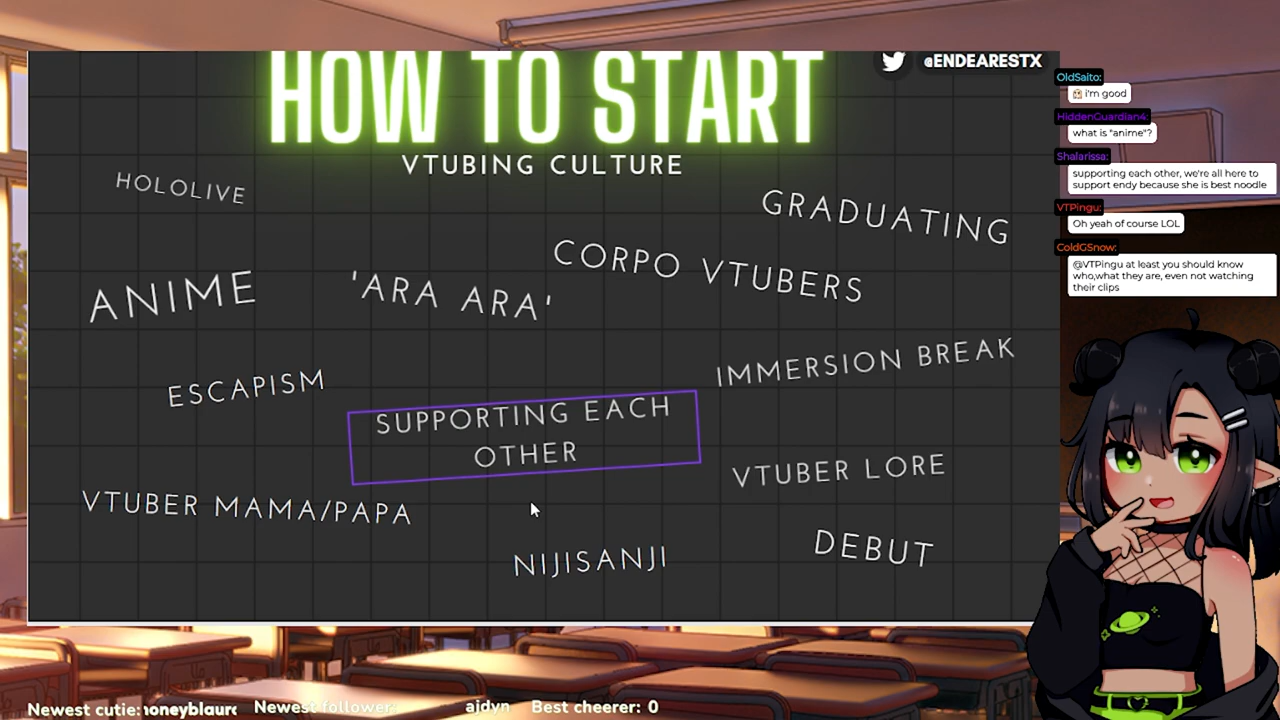 HOW TO START
@ENDEARESTX
VTUBING CULTURE
HOLOLIVE
GRADUATING
CORPO VTUBERS
ANIME
'ARA ARA'
IMMERSION BREAK
ESCAPISM
SUPPORTING EACH
OTHER
VTUBER LORE
VTUBER MAMA/PAPA
DEBUT
NIJISANJI
OldSaito:
i'm good
HiddenGuardian4:
what is "anime"?
Shalarissa:
supporting each other, we're all here to
support endy because she is best noodle
VTPingu:
Oh yeah of course LOL
ColdGSnow:
@VTPingu at least you should know
who,what they are, even not watching
their clips
Newest cutie:
Newest follower:
ajdyn
Best cheerer: 0